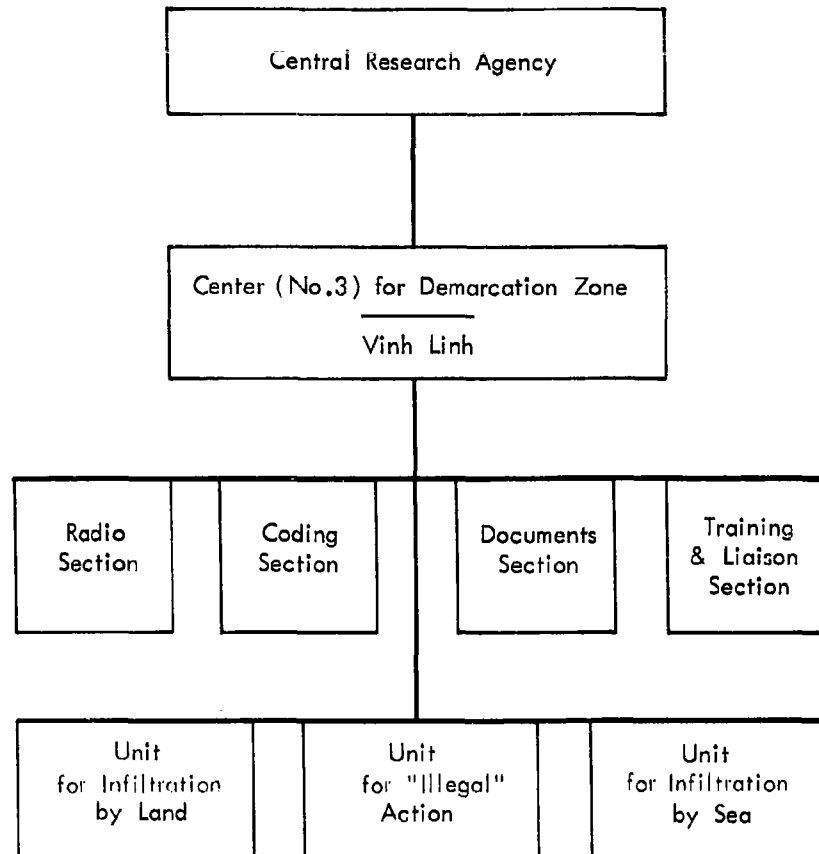 Central Research Agency
Center (No.3) for Demarcation Zone
Vinh Linh
Radio
Section
Coding
Section
Documents
Section
Training
& Liaison
Section
Unit
for Infiltration
by Land
Unit
for "Illegal"
Action
Unit
for Infiltration
by Sea